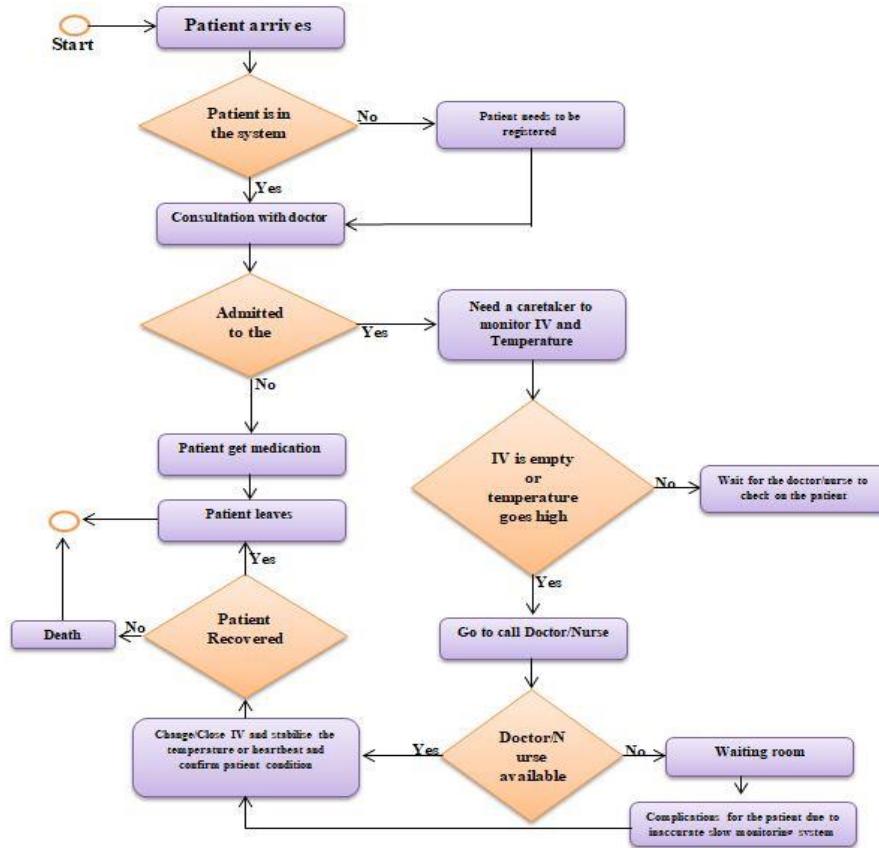 Patient arrives
Start
Patient is in
the system
No
Patient needs to be
registered
Yes
Consultation with doctor
Admitted
to the
Yes
Need a caretaker to
monitor IV and
Temperature
No
Patient get medication
IV is empty
or
temperature
goes high
No
Wait for the doctor/nurse to
check on the patient
Patient leaves
Yes
Yes
Patient
Recovered
No
Death
Go to call Doctor/Nurse
Change/Close IV and stabilise the
temperature or heartbeat and
confirm patient condition
Yes
Doctor/N
urse
available
No
Waiting room
Complications for the patient due to
inaccurate slow monitoring system